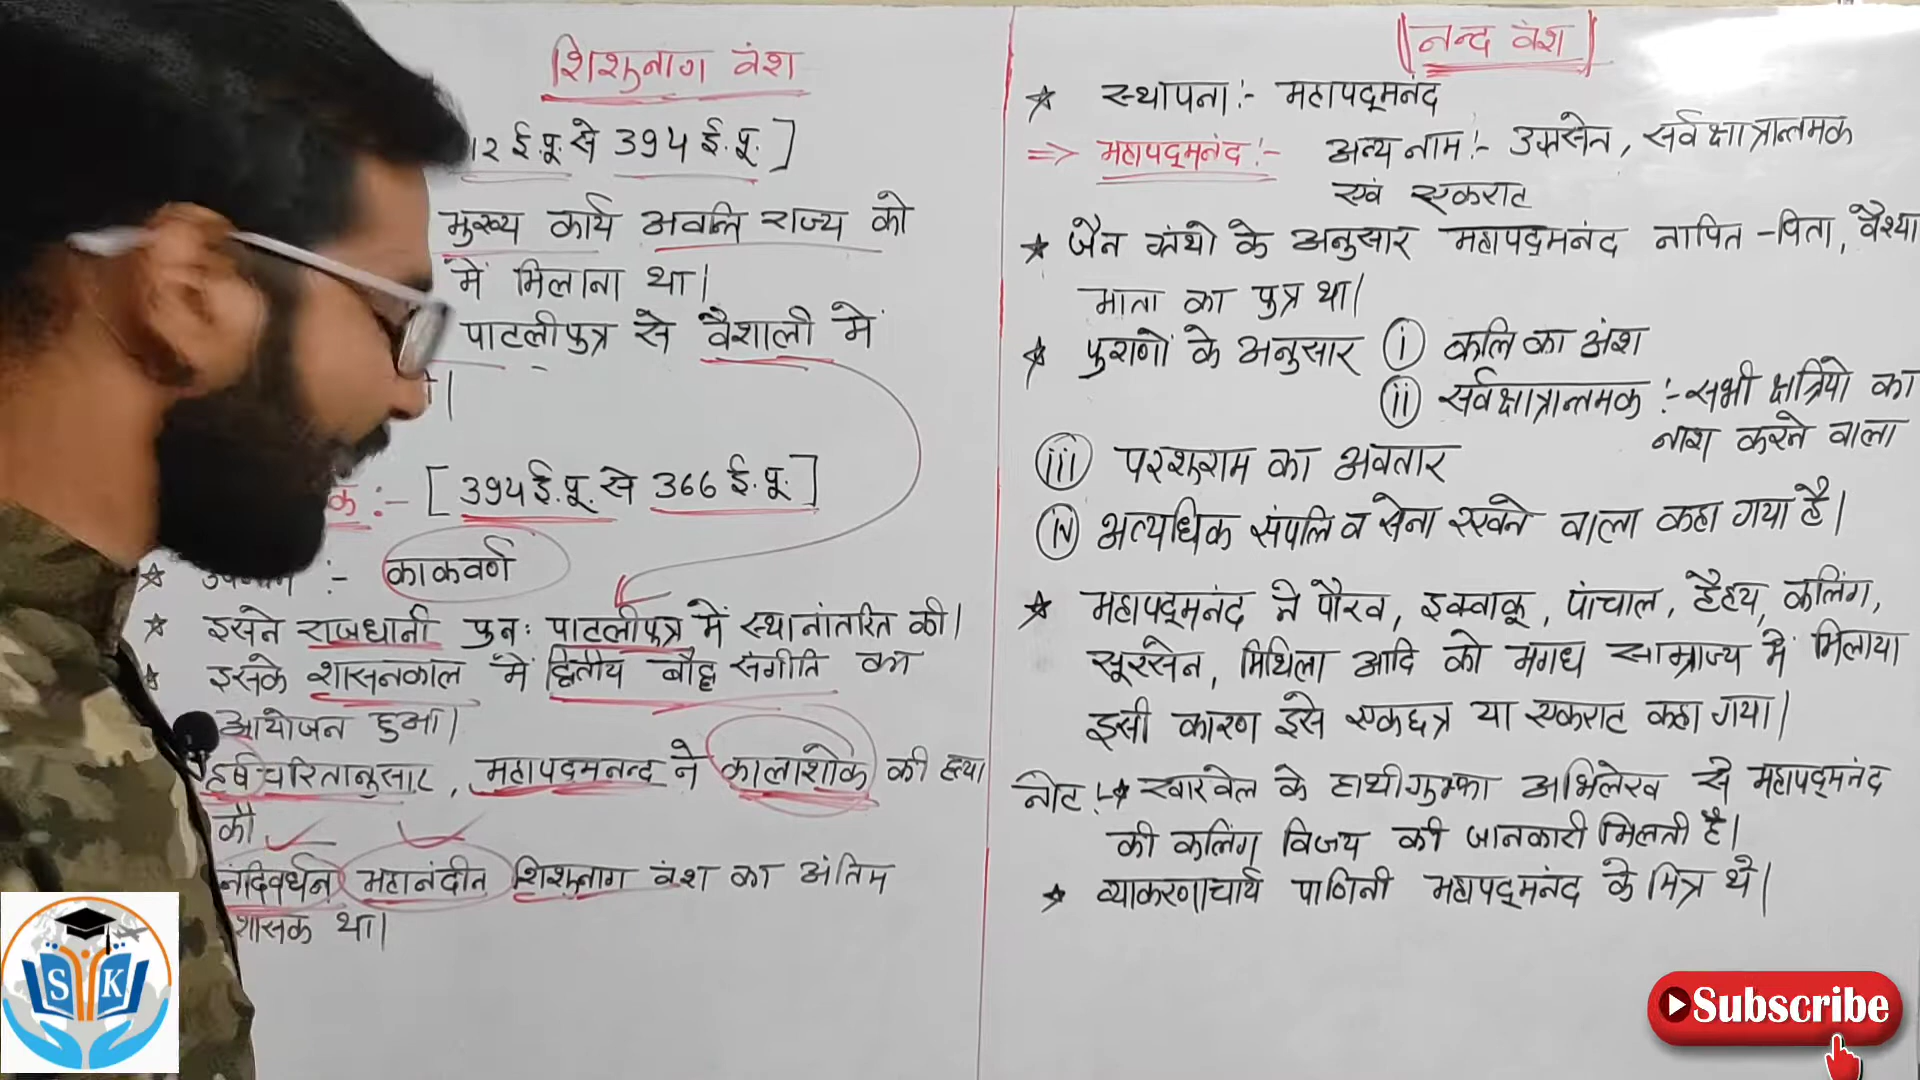 शिशुनाग वंश
१२ ई.पू. से 394 ई.पू.]
मुख्य कार्य अवन्ति राज्य को
में मिलाना था।
पाटलीपुत्र से वैशाली में
क :- [394 ई.पू. से 366 ई.पू.]
:- काकवर्ण
इसने राजधानी पुनः पाटलीपुत्र में स्थानांतरित की।
इसके शासनकाल में द्वितीय बौद्ध संगीति का
आयोजन हुआ।
हर्षचरितानुसार, महापद्मनन्द ने कालाशोक की हत्या
की
नंदिवर्धन महानंदीन शिशुनाग वंश का अंतिम
शासक था।
नन्द वंश
☆ स्थापना :- महापद्मनंद
=> महापद्मनंद :- अन्य नाम :- उग्रसेन, सर्वक्षात्रान्तमक
एवं एकराट
☆ जैन ग्रंथो के अनुसार महापद्मनंद नापित - पिता, वैश्या
माता का पुत्र था।
☆ पुराणों के अनुसार (i) कलि का अंश
(ii) सर्वक्षात्रान्तमक :- सभी क्षत्रियो का
नाश करने वाला
(iii) परशुराम का अवतार
(iv) अत्यधिक संपत्ति व सेना रखने वाला कहा गया है।
☆ महापद्मनंद ने पौरव, इक्वाकू, पांचाल, हैहय, कलिंग,
सूरसेन, मिथिला आदि को मगध साम्राज्य में मिलाया
इसी कारण इसे एकछत्र या एकराट कहा गया।
नोट :-☆ खारवेल के हाथीगुम्फा अभिलेख से महापद्मनंद
की कलिंग विजय की जानकारी मिलती है।
☆ व्याकरणाचार्य पाणिनी महापद्मनंद के मित्र थे।
S K
Subscribe